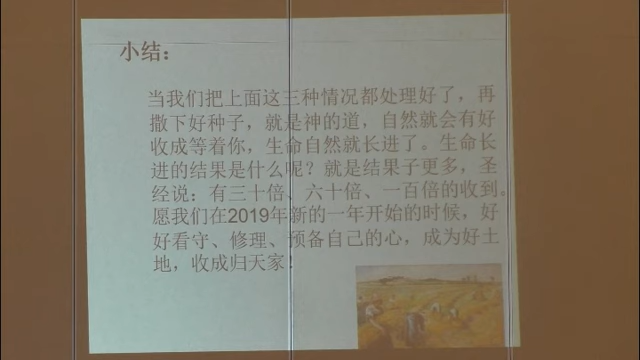 小结：
当我们把上面这三种情况都处理好了，再
撒下好种子，就是神的道，自然就会有好
收成等着你，生命自然就长进了。生命长
进的结果是什么呢？就是结果子更多，圣
经说：有三十倍、六十倍、一百倍的收到。
愿我们在2019年新的一年开始的时候，好
好看守、修理、预备自己的心，成为好土
地，收成归天家！